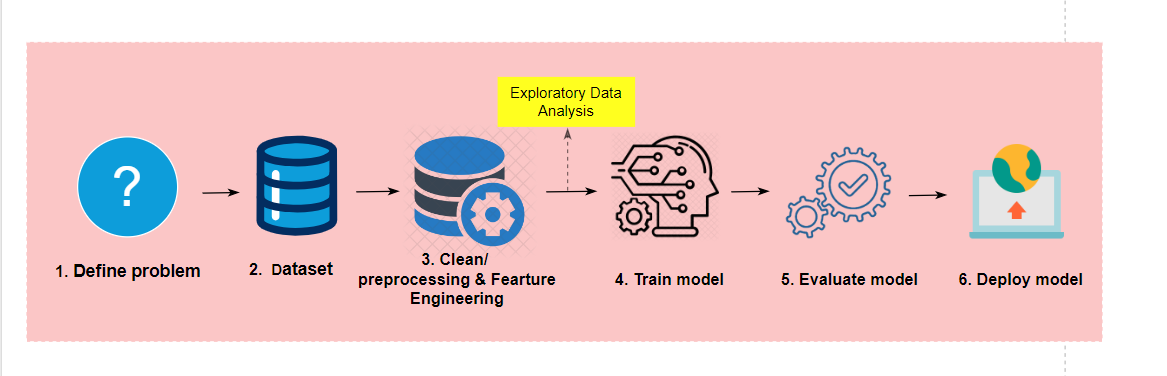 Exploratory Data
Analysis
?
1. Define problem
2. Dataset
3. Clean/
preprocessing & Fearture
Engineering
4. Train model
5. Evaluate model
6. Deploy model